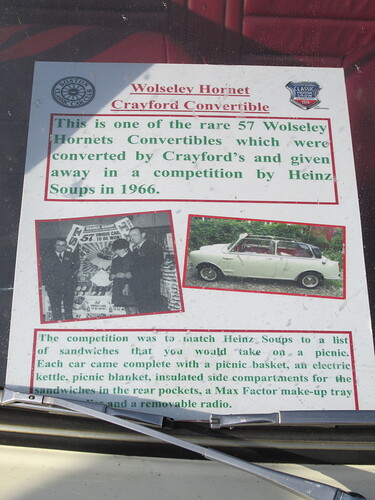 Wolseley Hornet
Crayford Convertible
This is one of the rare 57 Wolseley
Hornets Convertibles which were
converted by Crayford's and given
away in a competition by Heinz
Soups in 1966.
57
The competition was to match Heinz Soups to a list
of sandwiches that you would take on a picnic.
Each car came complete with a picnic basket, an electric
kettle, picnic blanket, insulated side compartments for the
sandwiches in the rear pockets, a Max Factor make-up tray
and a removable radio.